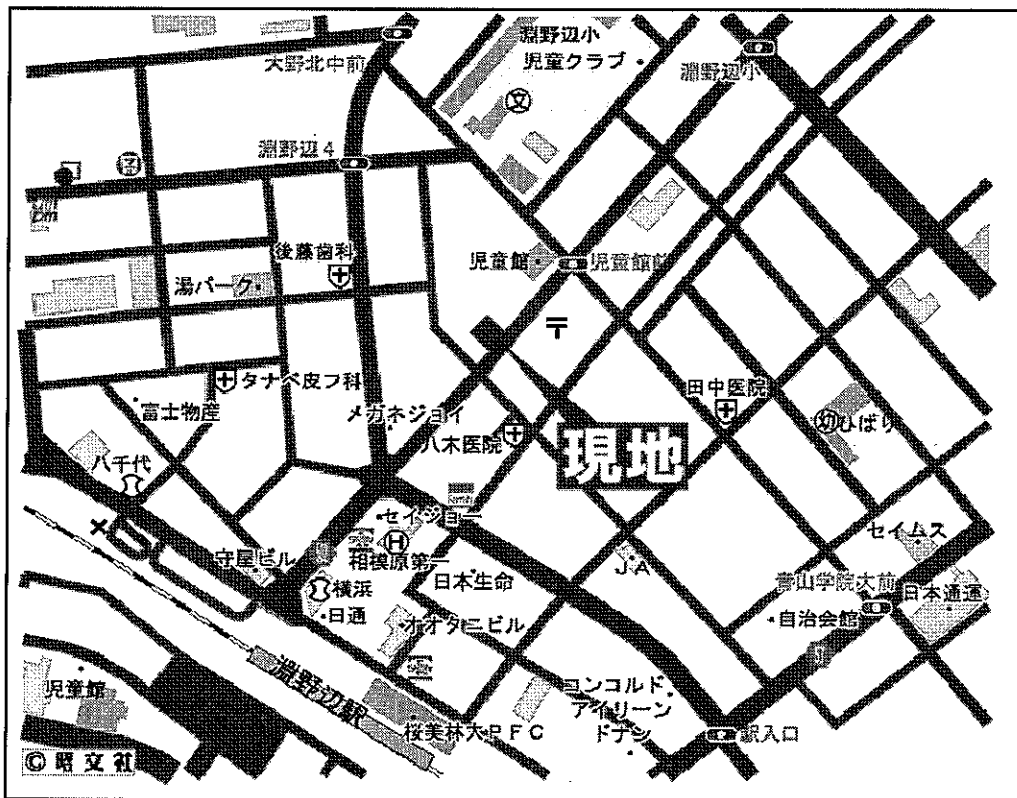 淵野辺小
児童クラブ
大野北中前
淵野辺小
文
淵野辺4
後藤歯科
湯パーク
児童館
児童館前
〒
タナベ皮フ科
富士物産
メガネジョイ
八木医院
田中医院
現地
幼ひばり
八千代
セイジョー
H
相模原第一
セイムス
守屋ビル
横浜
日通
日本生命
JA
青山学院大前
日本通運
自治会館
オオタニビル
淵野辺駅
児童館
コンコルド
アイリーン
ドナン
桜美林大PFC
駅入口
© 昭文社